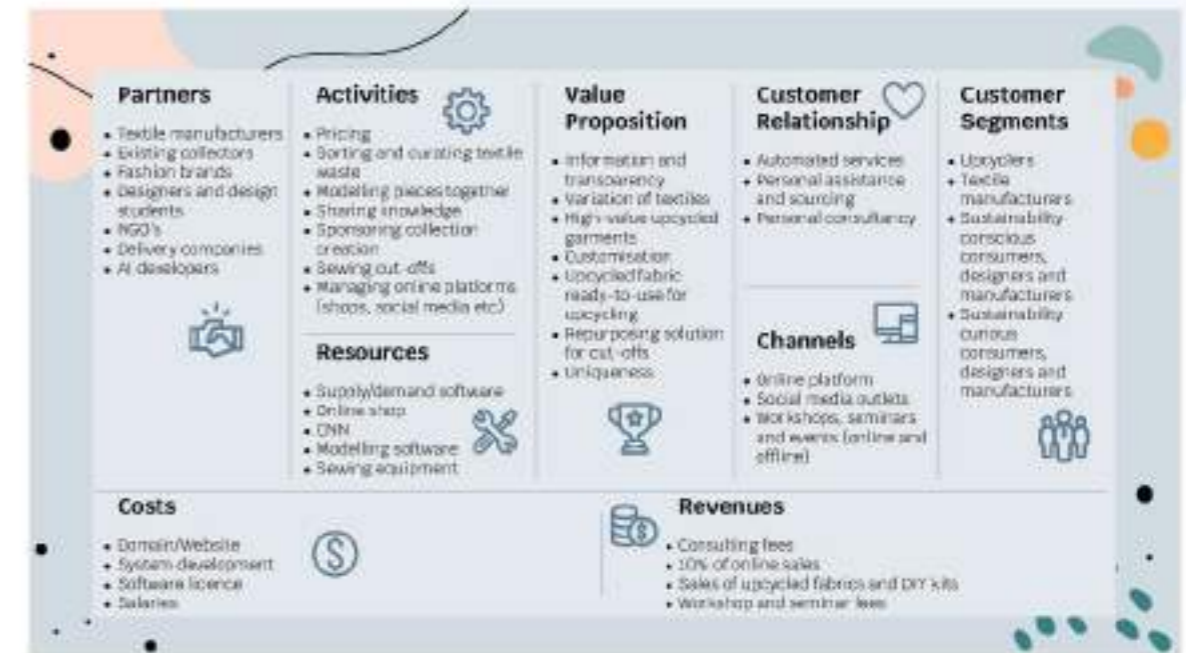 Partners
• Textile manufacturers
• Existing collectors
• Fashion brands
• Designers and design
students
• NGO's
• Delivery companies
• AI developers
Activities
• Pricing
• Sorting and curating textile
waste
• Modelling pieces together
• Sharing knowledge
• Sponsoring collection
creation
• Sewing cut-offs
• Managing online platforms
(shops, social media etc)
Resources
• Supply/demand software
• Online shop
• CNN
• Modelling software
• Sewing equipment
Value
Proposition
• Information and
transparency
• Variation of textiles
• High-value upcycled
garments
• Customisation
• Upcycled fabric
ready-to-use for
upcycling
• Repurposing solution
for cut-offs
• Uniqueness
Customer
Relationship
• Automated services
• Personal assistance
and sourcing
• Personal consultancy
Channels
• Online platform
• Social media outlets
• Workshops, seminars
and events (online and
offline)
Customer
Segments
• Upcyclers
• Textile
manufacturers
• Sustainability
conscious
consumers,
designers and
manufacturers
• Sustainability
curious
consumers,
designers and
manufacturers
Costs
• Domain/Website
• System development
• Software licence
• Salaries
Revenues
• Consulting fees
• 10% of online sales
• Sales of upcycled fabrics and DIY kits
• Workshop and seminar fees